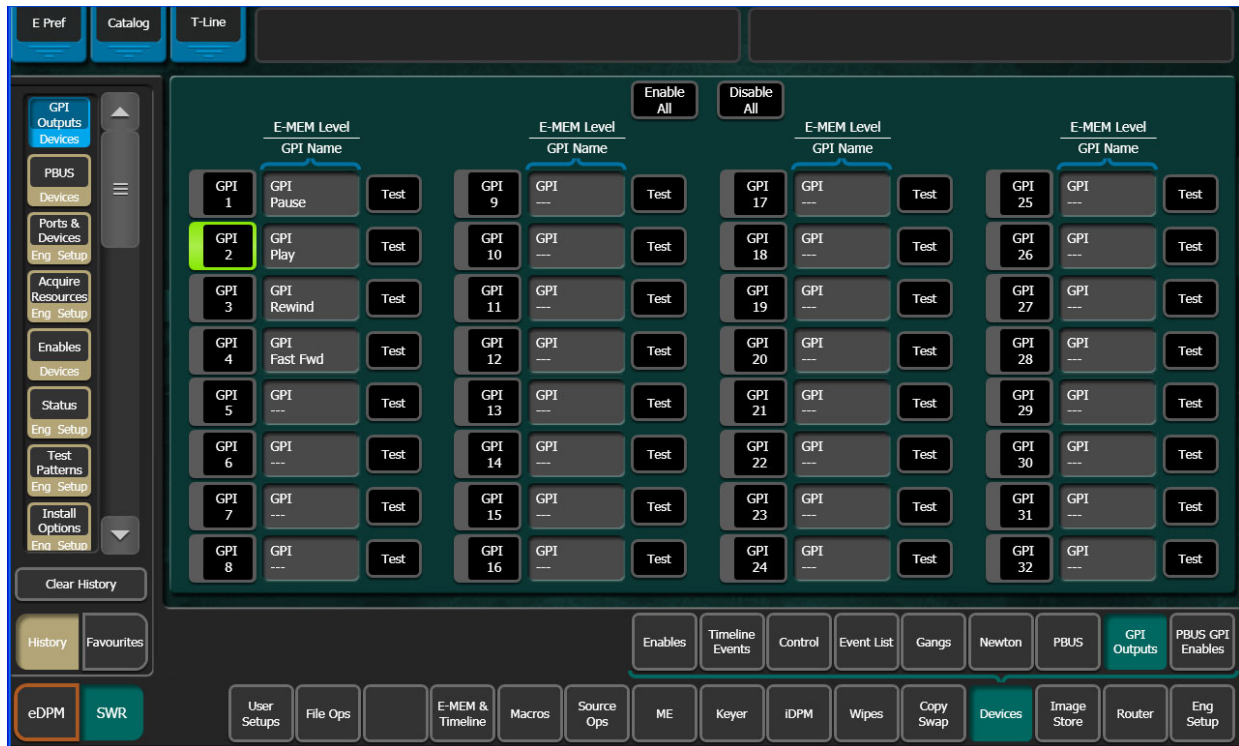 E Pref
Catalog
T-Line
GPI
Outputs
Devices
PBUS
Devices
Ports &
Devices
Eng Setup
Acquire
Resources
Eng Setup
Enables
Devices
Status
Eng Setup
Test
Patterns
Eng Setup
Install
Options
Eng Setup
Clear History
History
Favourites
eDPM
SWR
Enable
All
Disable
All
E-MEM Level
GPI Name
E-MEM Level
GPI Name
E-MEM Level
GPI Name
E-MEM Level
GPI Name
GPI
1
GPI
Pause
Test
GPI
9
GPI
---
Test
GPI
17
GPI
---
Test
GPI
25
GPI
---
Test
GPI
2
GPI
Play
Test
GPI
10
GPI
---
Test
GPI
18
GPI
---
Test
GPI
26
GPI
---
Test
GPI
3
GPI
Rewind
Test
GPI
11
GPI
---
Test
GPI
19
GPI
---
Test
GPI
27
GPI
---
Test
GPI
4
GPI
Fast Fwd
Test
GPI
12
GPI
---
Test
GPI
20
GPI
---
Test
GPI
28
GPI
---
Test
GPI
5
GPI
---
Test
GPI
13
GPI
---
Test
GPI
21
GPI
---
Test
GPI
29
GPI
---
Test
GPI
6
GPI
---
Test
GPI
14
GPI
---
Test
GPI
22
GPI
---
Test
GPI
30
GPI
---
Test
GPI
7
GPI
---
Test
GPI
15
GPI
---
Test
GPI
23
GPI
---
Test
GPI
31
GPI
---
Test
GPI
8
GPI
---
Test
GPI
16
GPI
---
Test
GPI
24
GPI
---
Test
GPI
32
GPI
---
Test
Enables
Timeline
Events
Control
Event List
Gangs
Newton
PBUS
GPI
Outputs
PBUS GPI
Enables
User
Setups
File Ops
E-MEM &
Timeline
Macros
Source
Ops
ME
Keyer
iDPM
Wipes
Copy
Swap
Devices
Image
Store
Router
Eng
Setup